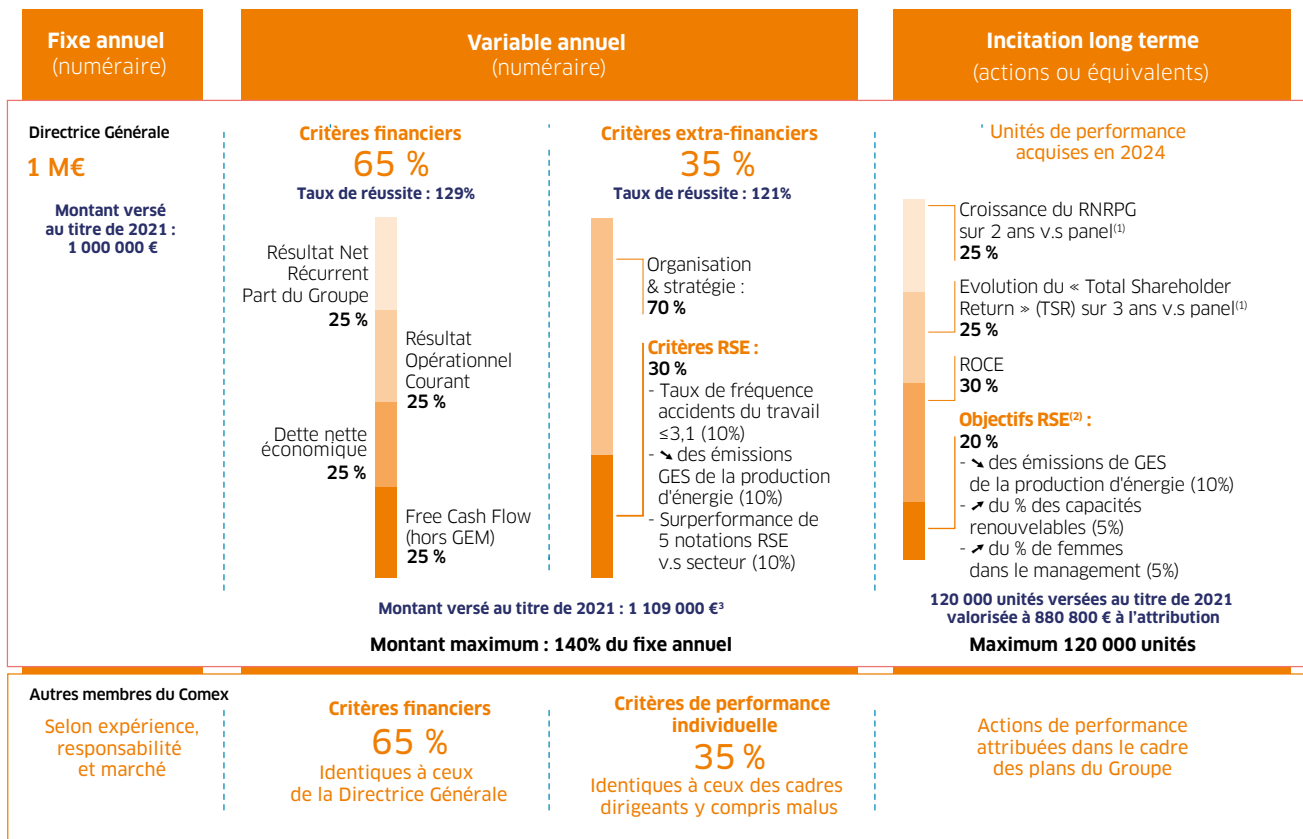 Fixe annuel
(numéraire)
Variable annuel
(numéraire)
Incitation long terme
(actions ou équivalents)
Directrice Générale
1 M€
Montant versé
au titre de 2021 :
1 000 000 €
Critères financiers
65 %
Taux de réussite : 129%
Résultat Net
Récurrent
Part du Groupe
25 %
Résultat
Opérationnel
Courant
25 %
Dette nette
économique
25 %
Free Cash Flow
(hors GEM)
25 %
Critères extra-financiers
35 %
Taux de réussite : 121%
Organisation
& stratégie :
70 %
Critères RSE :
30 %
- Taux de fréquence
accidents du travail
≤3,1 (10%)
- ➘ des émissions
GES de la production
d'énergie (10%)
- Surperformance de
5 notations RSE
v.s secteur (10%)
Montant versé au titre de 2021 : 1 109 000 €³
Montant maximum : 140% du fixe annuel
Unités de performance
acquises en 2024
Croissance du RNRPG
sur 2 ans v.s panel⁽¹⁾
25 %
Evolution du « Total Shareholder
Return » (TSR) sur 3 ans v.s panel⁽¹⁾
25 %
ROCE
30 %
Objectifs RSE⁽²⁾ :
20 %
- ➘ des émissions de GES
de la production d'énergie (10%)
- ➚ du % des capacités
renouvelables (5%)
- ➚ du % de femmes
dans le management (5%)
120 000 unités versées au titre de 2021
valorisée à 880 800 € à l'attribution
Maximum 120 000 unités
Autres membres du Comex
Selon expérience,
responsabilité
et marché
Critères financiers
65 %
Identiques à ceux
de la Directrice Générale
Critères de performance
individuelle
35 %
Identiques à ceux des cadres
dirigeants y compris malus
Actions de performance
attribuées dans le cadre
des plans du Groupe